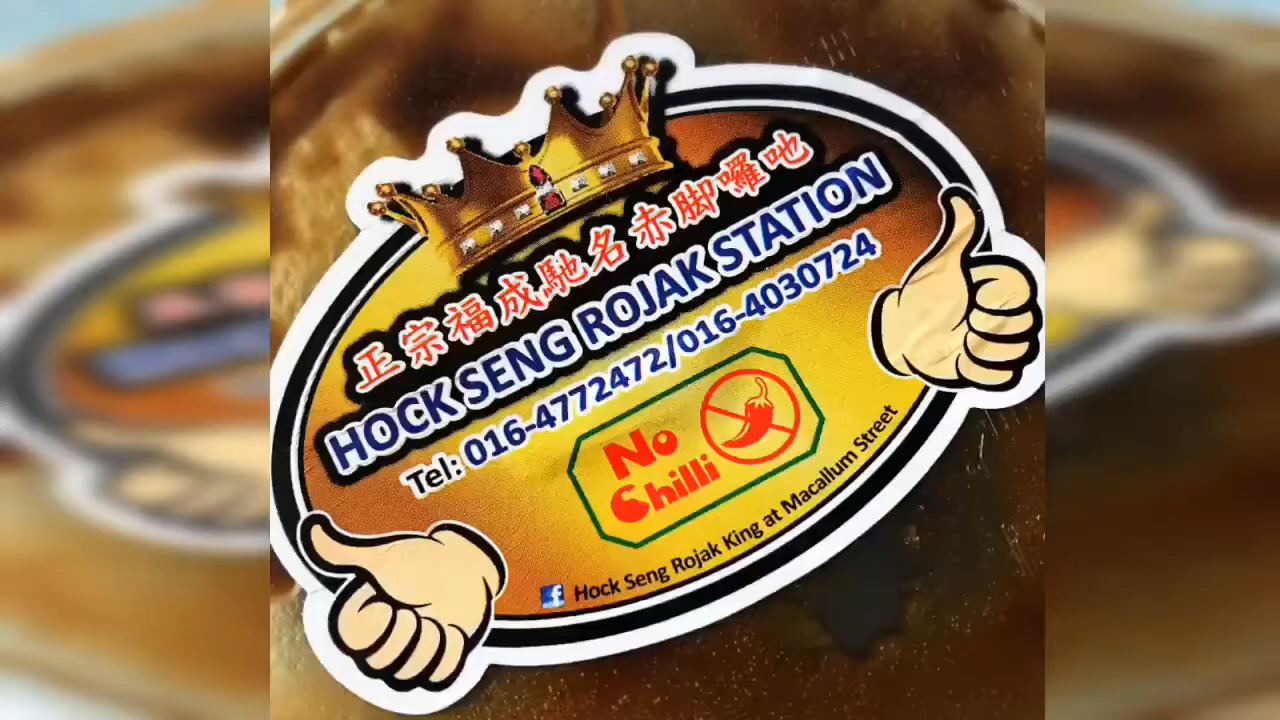 正宗福成馳名赤脚囉吔
HOCK SENG ROJAK STATION
Tel: 016-4772472/016-4030724
No
Chilli
f Hock Seng Rojak King at Macallum Street